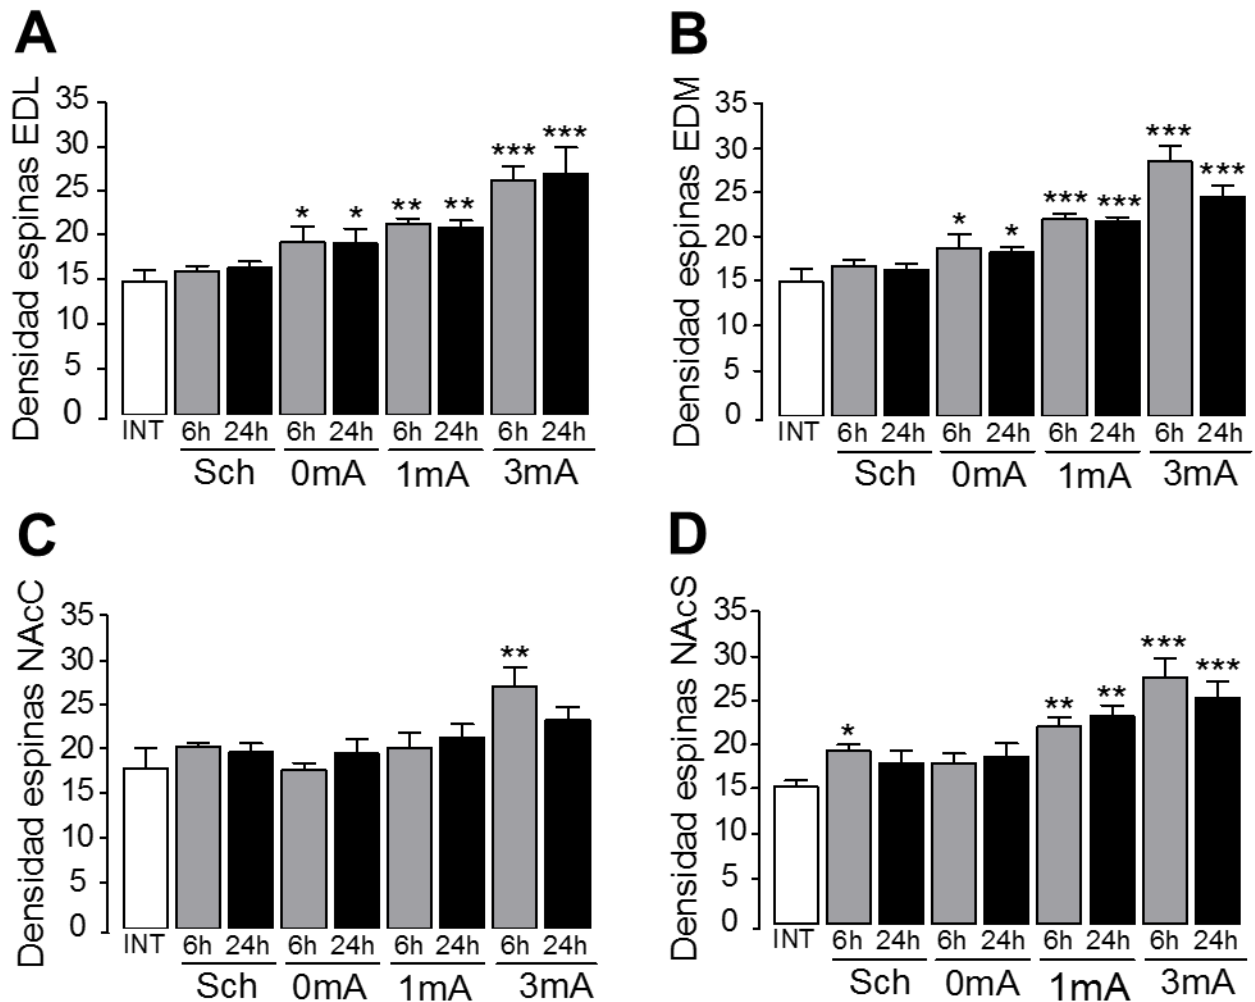 A
Densidad espinas EDL
35
30
25
20
15
10
5
0
* * ** ** *** ***
INT 6h 24h 6h 24h 6h 24h 6h 24h
Sch 0mA 1mA 3mA
B
Densidad espinas EDM
35
30
25
20
15
10
5
0
* * *** *** *** ***
INT 6h 24h 6h 24h 6h 24h 6h 24h
Sch 0mA 1mA 3mA
C
Densidad espinas NAcC
35
30
25
20
15
10
5
0
**
INT 6h 24h 6h 24h 6h 24h 6h 24h
Sch 0mA 1mA 3mA
D
Densidad espinas NAcS
35
30
25
20
15
10
5
0
* ** ** *** ***
INT 6h 24h 6h 24h 6h 24h 6h 24h
Sch 0mA 1mA 3mA